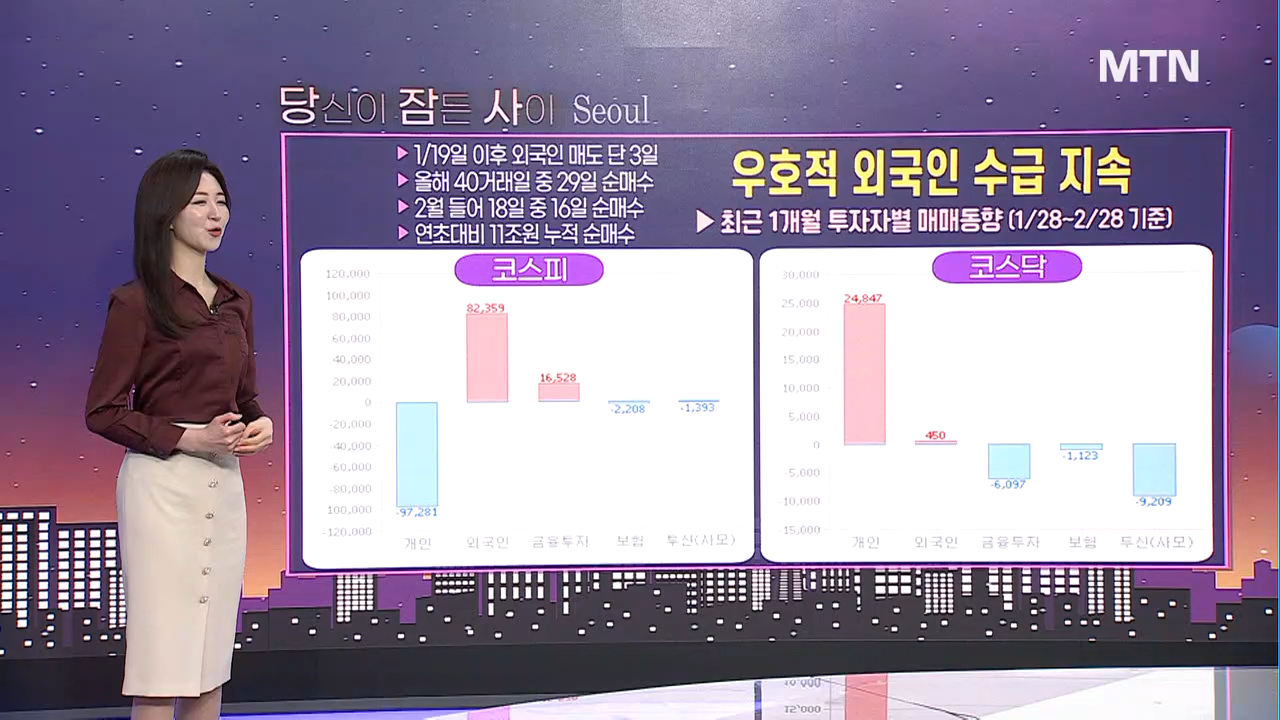 MTN
당신이 잠든 사이 Seoul
▶ 1/19일 이후 외국인 매도 단 3일
▶ 올해 40거래일 중 29일 순매수
▶ 2월 들어 18일 중 16일 순매수
▶ 연초대비 11조원 누적 순매수
우호적 외국인 수급 지속
▶ 최근 1개월 투자자별 매매동향 (1/28~2/28 기준)
코스피
120,000
100,000
80,000
60,000
40,000
20,000
0
-20,000
-40,000
-60,000
-80,000
100,000
-120,000
82,359
16,528
-2,208
-1,393
-97,281
개인 외국인 금융투자 보험 투신(사모)
코스닥
30,000
25,000
20,000
15,000
10,000
5,000
0
5,000
-10,000
-15,000
24,847
450
-6,097
-1,123
-9,209
개인 외국인 금융투자 보험 투신(사모)
10,000
12,000